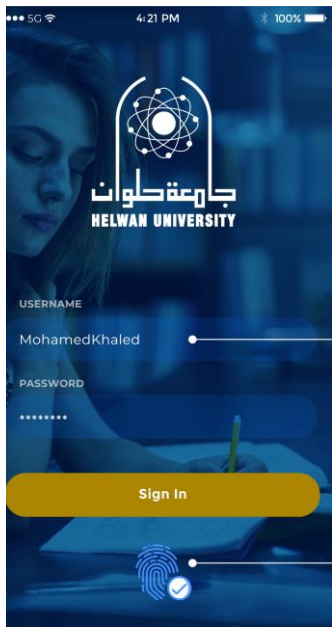 5G 4:21 PM 100%
جامعة حلوان
HELWAN UNIVERSITY
USERNAME
MohamedKhaled
PASSWORD
********
Sign In